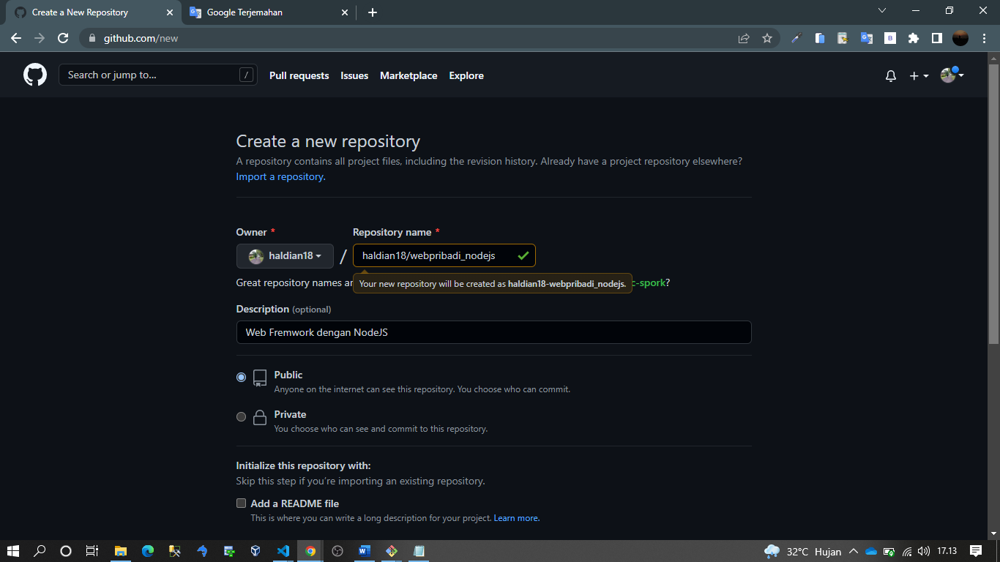 Create a New Repository
Google Terjemahan
github.com/new
Search or jump to... /
Pull requests Issues Marketplace Explore
Create a new repository
A repository contains all project files, including the revision history. Already have a project repository elsewhere?
Import a repository.
Owner * Repository name *
haldian18 / haldian18/webpribadi_nodejs
Great repository names c-spork?
Your new repository will be created as haldian18-webpribadi_nodejs.
Description (optional)
Web Fremwork dengan NodeJS
Public
Anyone on the internet can see this repository. You choose who can commit.
Private
You choose who can see and commit to this repository.
Initialize this repository with:
Skip this step if you're importing an existing repository.
Add a README file
This is where you can write a long description for your project. Learn more.
32°C Hujan 17.13